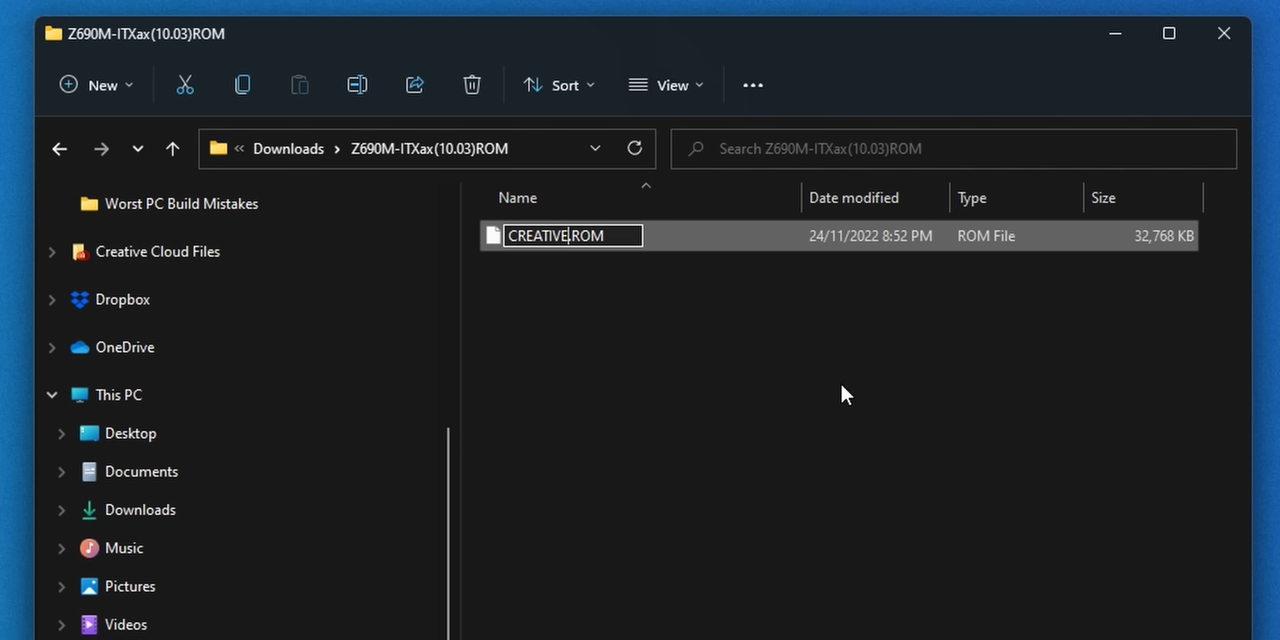 Z690M-ITXax(10.03)ROM
New
Sort
View
Downloads
Z690M-ITXax(10.03)ROM
Search Z690M-ITXax(10.03)ROM
Worst PC Build Mistakes
Creative Cloud Files
Dropbox
OneDrive
This PC
Desktop
Documents
Downloads
Music
Pictures
Videos
Name
Date modified
Type
Size
CREATIVE.ROM
24/11/2022 8:52 PM
ROM File
32,768 KB